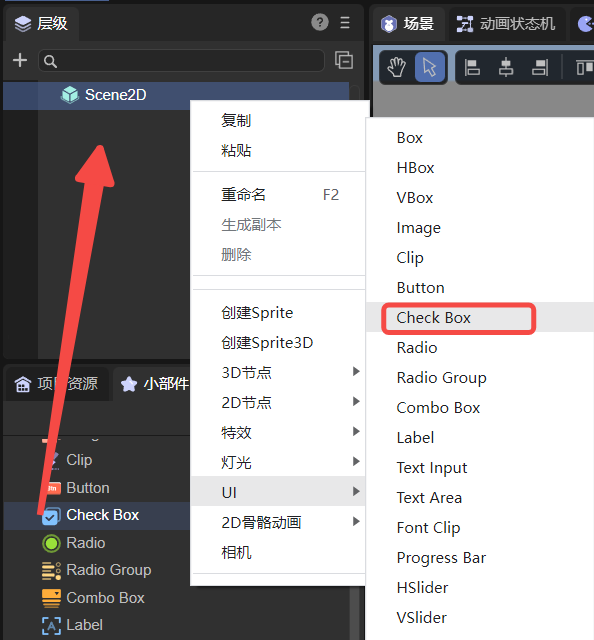 层级
Scene2D
场景
动画状态机
复制
粘贴
重命名 F2
生成副本
删除
创建Sprite
创建Sprite3D
3D节点
2D节点
特效
灯光
UI
2D骨骼动画
相机
Box
HBox
VBox
Image
Clip
Button
Check Box
Radio
Radio Group
Combo Box
Label
Text Input
Text Area
Font Clip
Progress Bar
HSlider
VSlider
小部件
Clip
Button
Check Box
Radio
Radio Group
Combo Box
Label